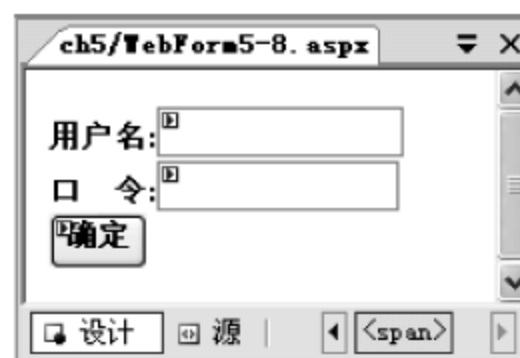 ch5/WebForm5-8.aspx
用户名:
口 令:
确定
设计 源 <span>